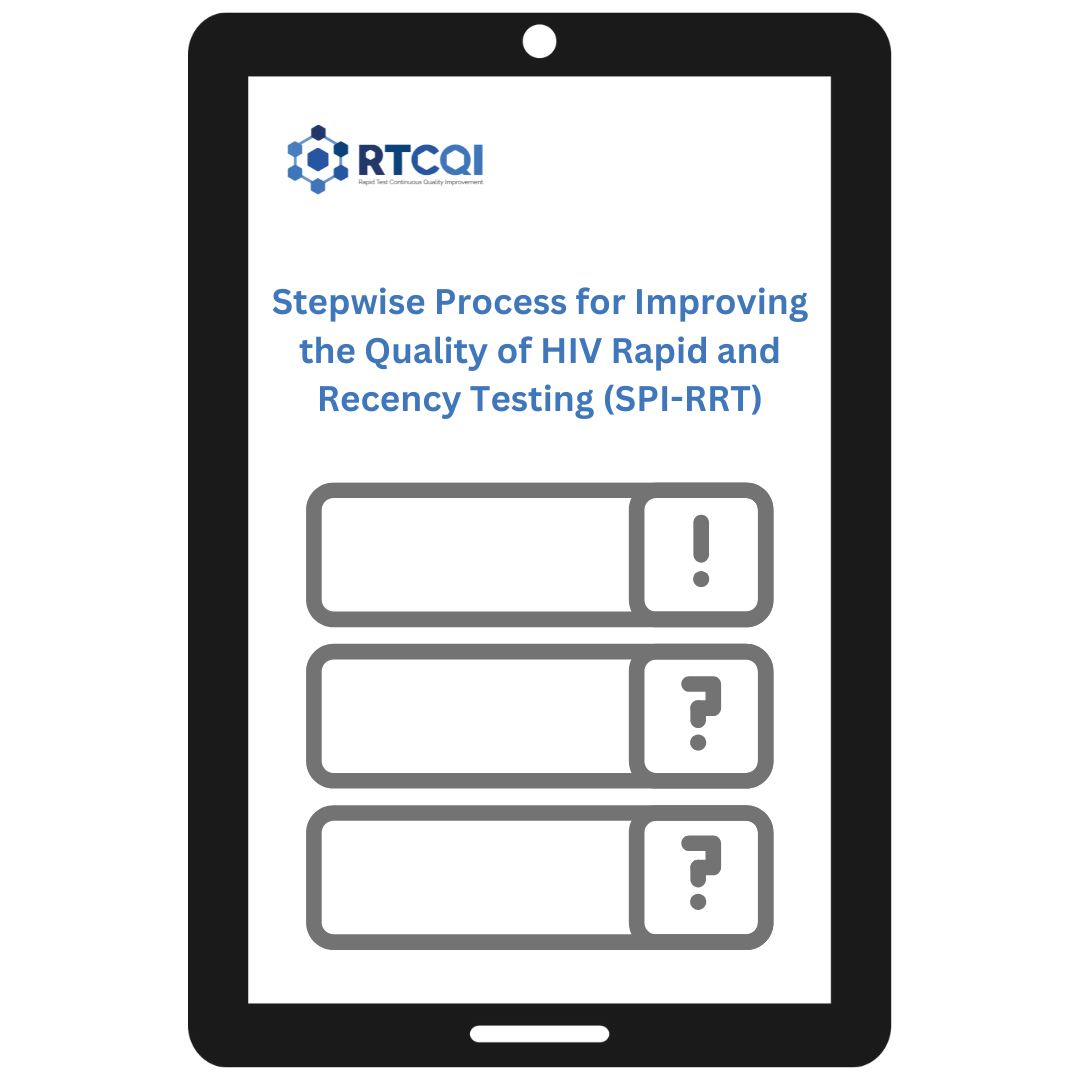 RTCQI
Rapid Test Continuous Quality Improvement
Stepwise Process for Improving
the Quality of HIV Rapid and
Recency Testing (SPI-RRT)
!
?
?